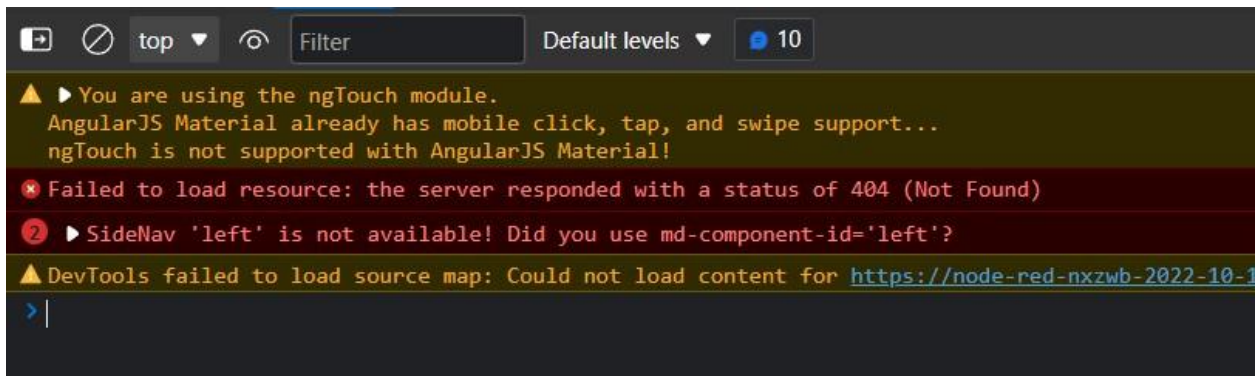 top Filter Default levels 10
You are using the ngTouch module.
AngularJS Material already has mobile click, tap, and swipe support...
ngTouch is not supported with AngularJS Material!
Failed to load resource: the server responded with a status of 404 (Not Found)
2 SideNav 'left' is not available! Did you use md-component-id='left'?
DevTools failed to load source map: Could not load content for https://node-red-nxzwb-2022-10-1